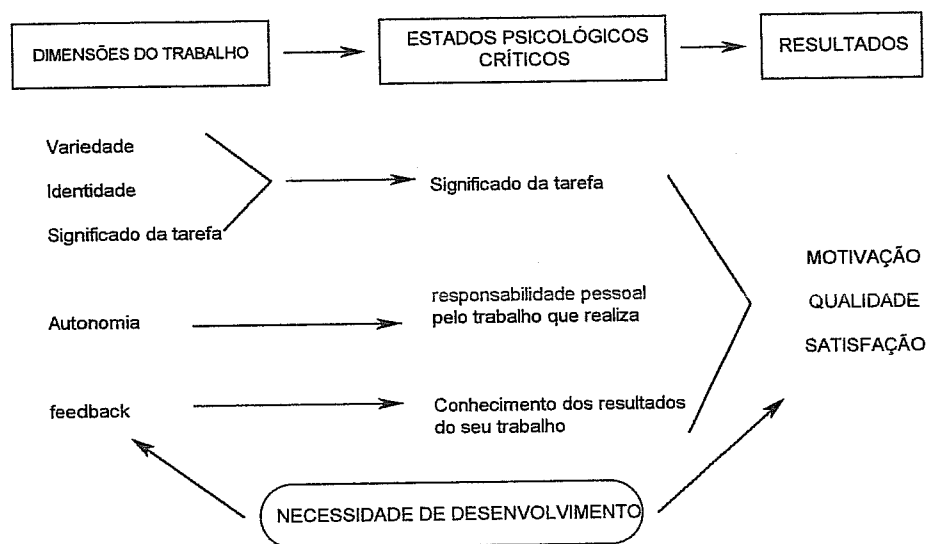 DIMENSÕES DO TRABALHO
ESTADOS PSICOLÓGICOS
CRÍTICOS
RESULTADOS
Variedade
Identidade
Significado da tarefa
Significado da tarefa
Autonomia
responsabilidade pessoal
pelo trabalho que realiza
feedback
Conhecimento dos resultados
do seu trabalho
MOTIVAÇÃO
QUALIDADE
SATISFAÇÃO
NECESSIDADE DE DESENVOLVIMENTO